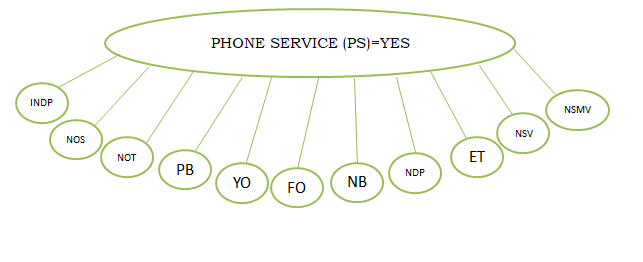 PHONE SERVICE (PS)=YES
INDP
NOS
NOT
PB
YO
FO
NB
NDP
ET
NSV
NSMV